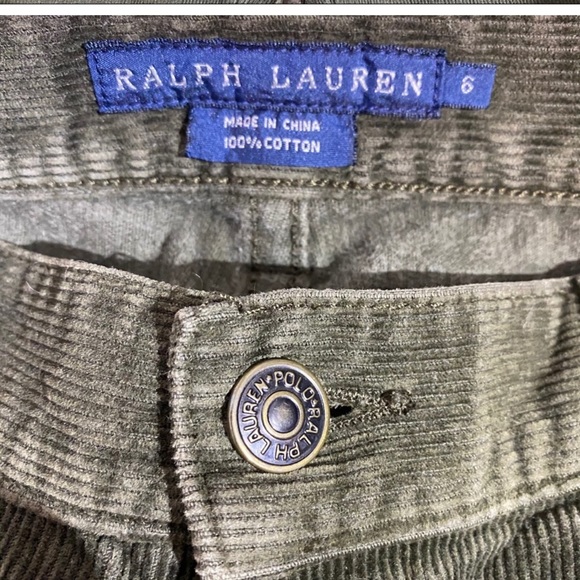 RALPH LAUREN 6
MADE IN CHINA
100% COTTON
POLO RALPH LAUREN